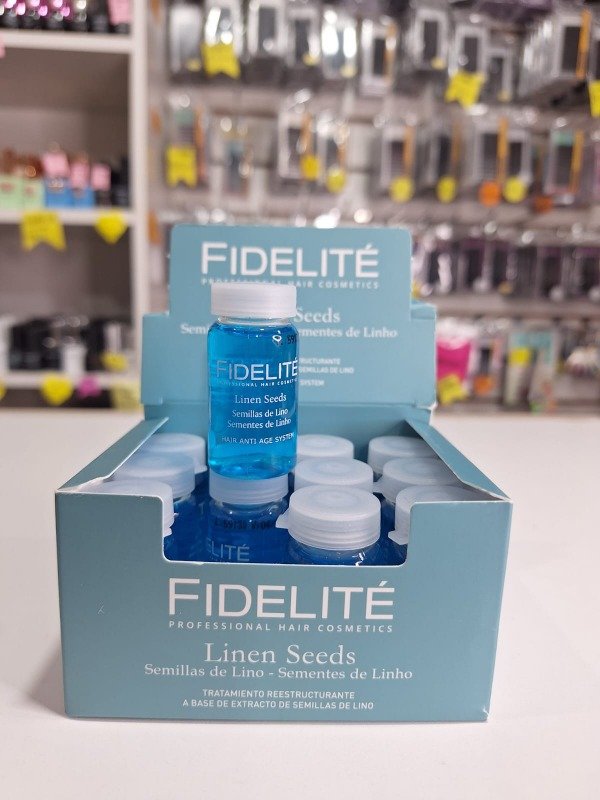 FIDELITÉ
PROFESSIONAL HAIR COSMETICS
Seeds
Sementes de Linho
SEMILLAS DE LINO
SYSTEM
FIDELITÉ
PROFESSIONAL HAIR COSMETICS
Linen Seeds
Semillas de Lino
Sementes de Linho
HAIR ANTI AGE SYSTEM
LITÉ
FIDELITÉ
PROFESSIONAL HAIR COSMETICS
Linen Seeds
Semillas de Lino - Sementes de Linho
TRATAMIENTO REESTRUCTURANTE
A BASE DE EXTRACTO DE SEMILLAS DE LINO